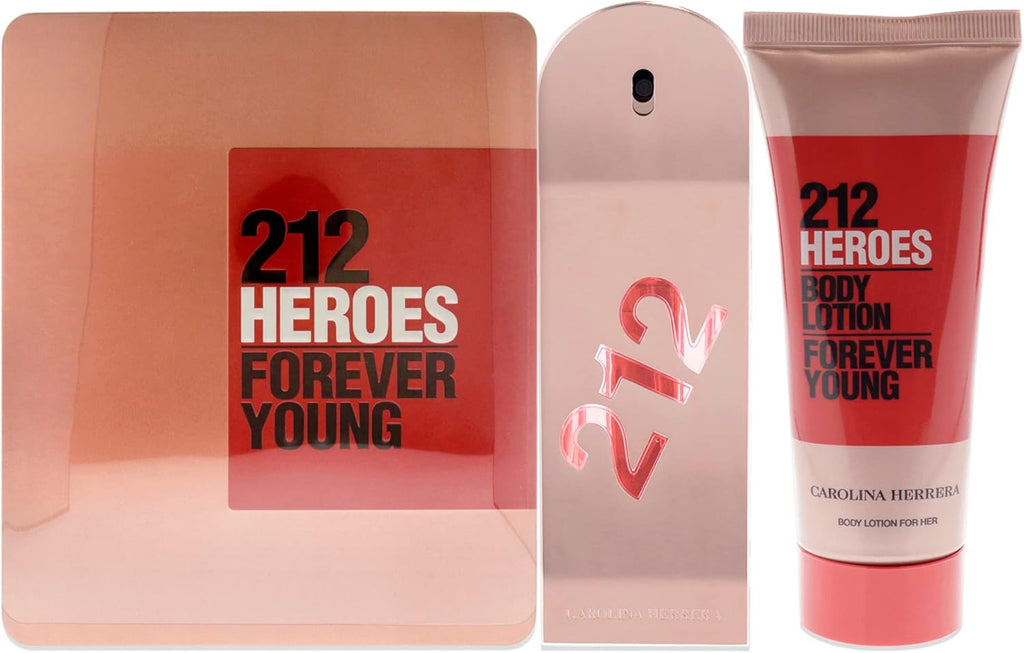 212
HEROES
FOREVER
YOUNG
212
CAROLINA HERRERA
212
HEROES
BODY
LOTION
FOREVER
YOUNG
CAROLINA HERRERA
BODY LOTION FOR HER